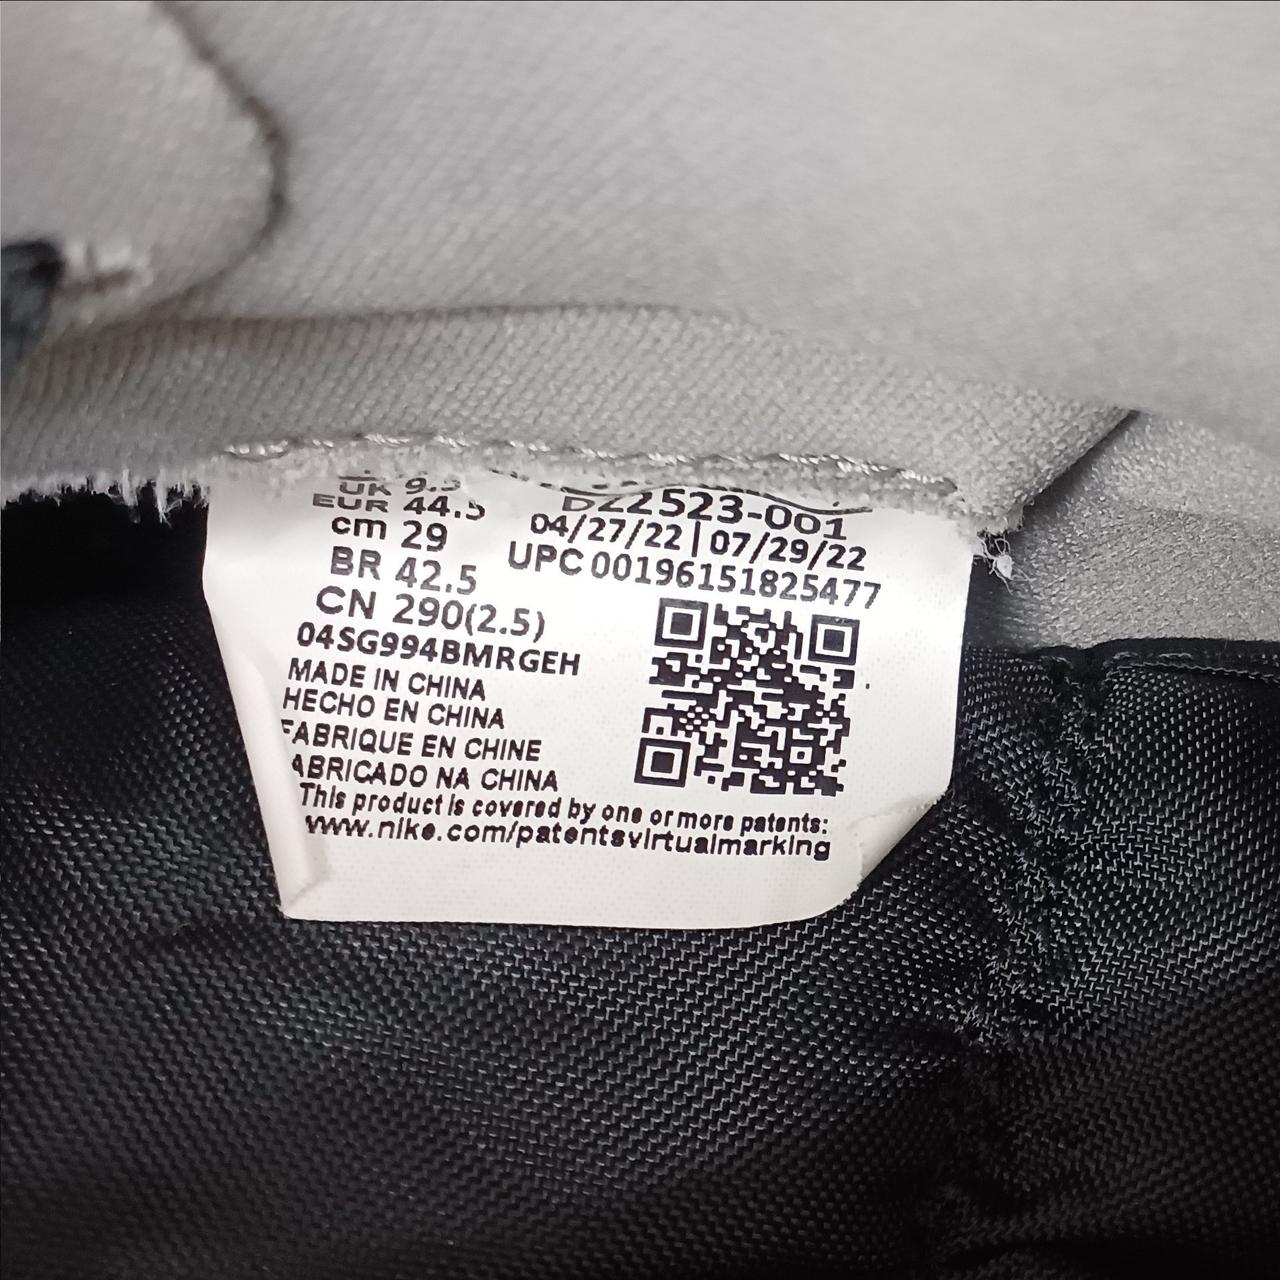 UK 9.5
EUR 44.5
cm 29
BR 42.5
CN 290(2.5)
04SG994BMRGEH
MADE IN CHINA
HECHO EN CHINA
FABRIQUE EN CHINE
ABRICADO NA CHINA
04/27/22 | 07/29/22
UPC 00196151825477
This product is covered by one or more patents:
www.nike.com/patentsvirtualmarking